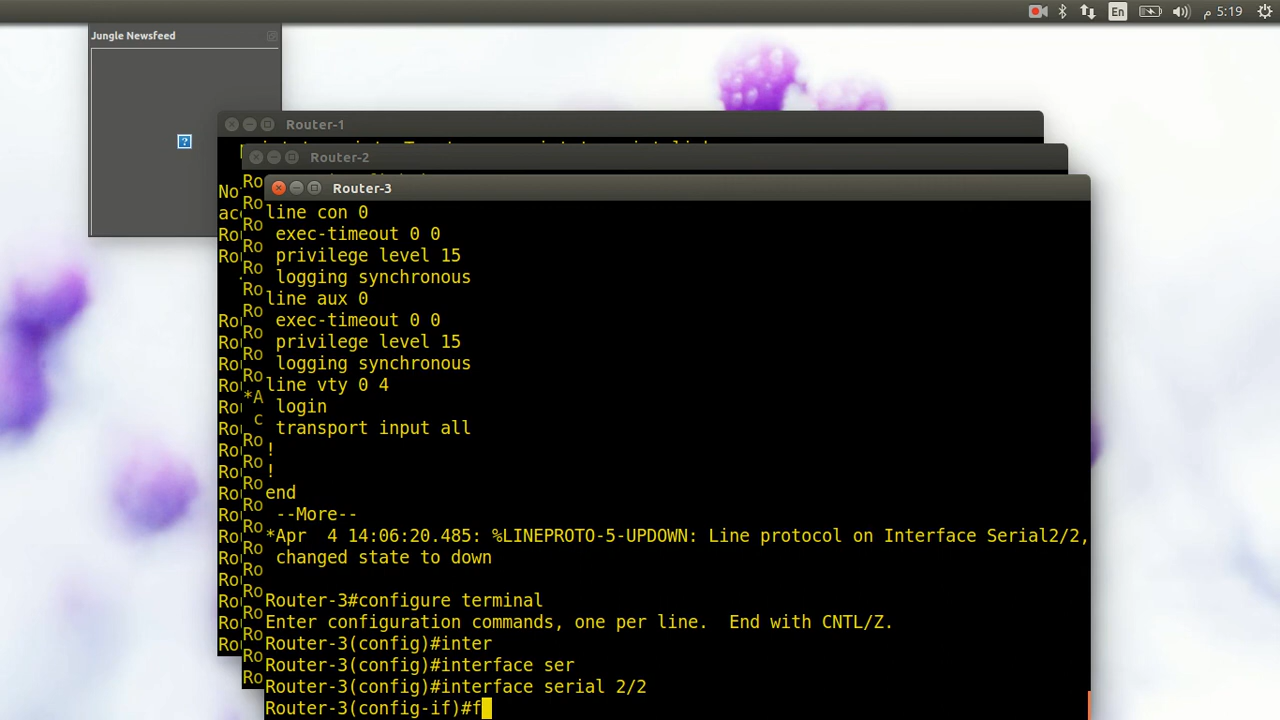 En
5:19 م
Jungle Newsfeed
?
Router-1
Router-2
Router-3
line con 0
exec-timeout 0 0
privilege level 15
logging synchronous
line aux 0
exec-timeout 0 0
privilege level 15
logging synchronous
line vty 0 4
login
transport input all
!
!
end
--More--
*Apr  4 14:06:20.485: %LINEPROTO-5-UPDOWN: Line protocol on Interface Serial2/2,
changed state to down
Router-3#configure terminal
Enter configuration commands, one per line.  End with CNTL/Z.
Router-3(config)#inter
Router-3(config)#interface ser
Router-3(config)#interface serial 2/2
Router-3(config-if)#f